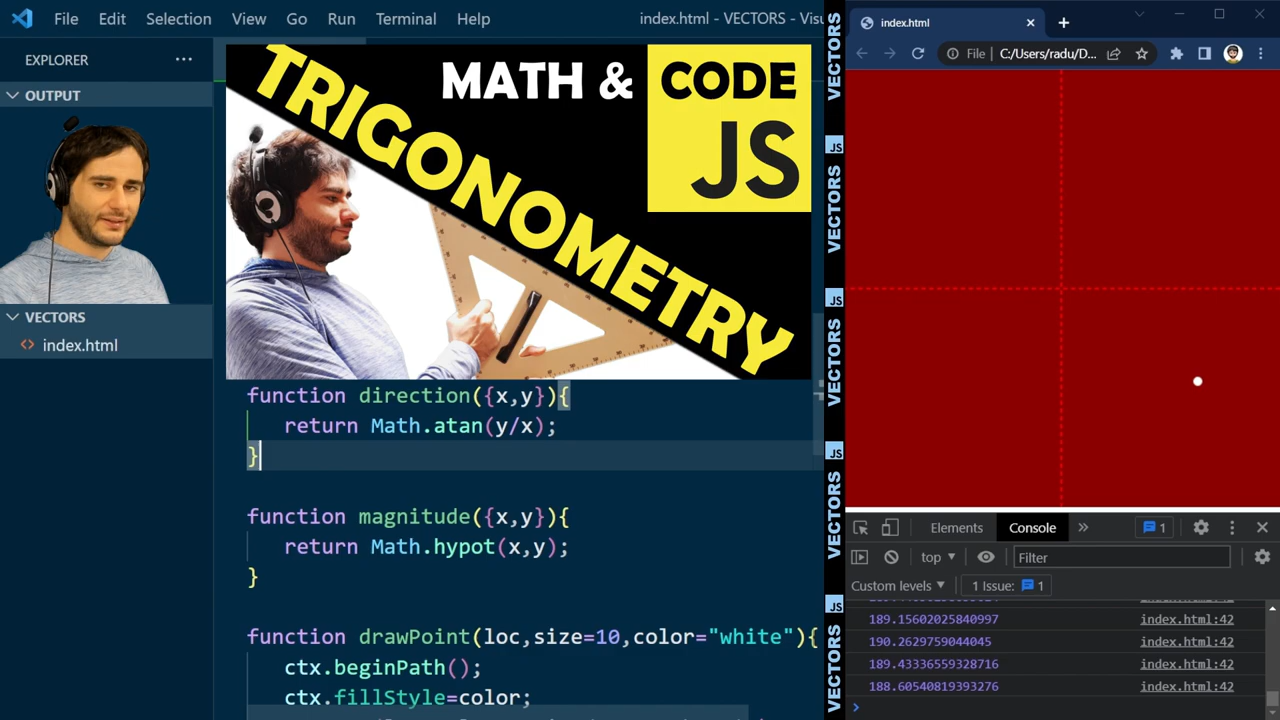 File Edit Selection View Go Run Terminal Help
index.html - VECTORS - Visu
EXPLORER
OUTPUT
VECTORS
index.html
MATH &
CODE
JS
TRIGONOMETRY
function direction({x,y}){
return Math.atan(y/x);
}
function magnitude({x,y}){
return Math.hypot(x,y);
}
function drawPoint(loc,size=10,color="white"){
ctx.beginPath();
ctx.fillStyle=color;
VECTORS
JS
VECTORS
JS
VECTORS
JS
VECTORS
JS
VECTORS
index.html
File C:/Users/radu/D...
Elements Console 1
top Filter
Custom levels 1 Issue: 1
189.15602025840997 index.html:42
190.2629759044045 index.html:42
189.43336559328716 index.html:42
188.60540819393276 index.html:42